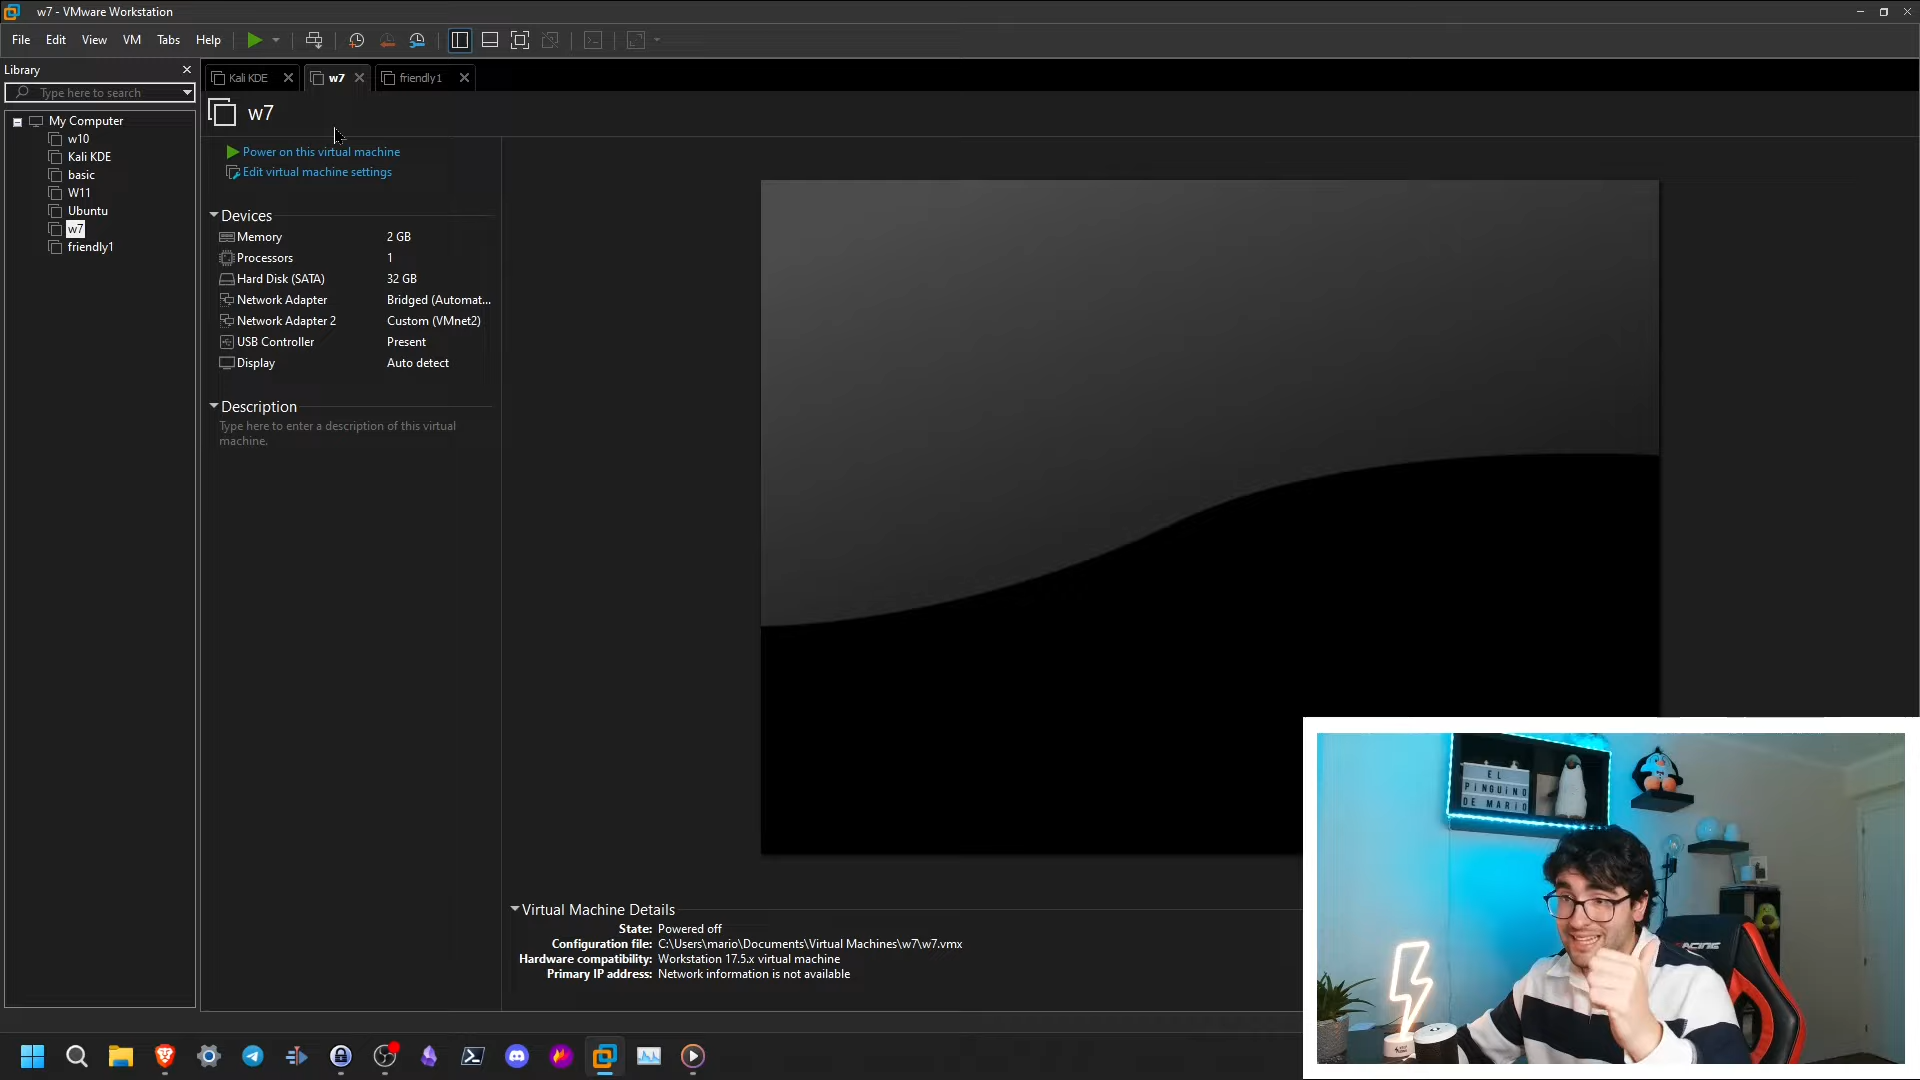 w7 - VMware Workstation
File Edit View VM Tabs Help
Library
Type here to search
My Computer
w10
Kali KDE
basic
W11
Ubuntu
w7
friendly1
Kali KDE
w7
friendly1
w7
Power on this virtual machine
Edit virtual machine settings
Devices
Memory 2 GB
Processors 1
Hard Disk (SATA) 32 GB
Network Adapter Bridged (Automat...
Network Adapter 2 Custom (VMnet2)
USB Controller Present
Display Auto detect
Description
Type here to enter a description of this virtual
machine.
Virtual Machine Details
State: Powered off
Configuration file: C:\Users\mario\Documents\Virtual Machines\w7\w7.vmx
Hardware compatibility: Workstation 17.5.x virtual machine
Primary IP address: Network information is not available
EL
PiNGUiNO
DE MARiO